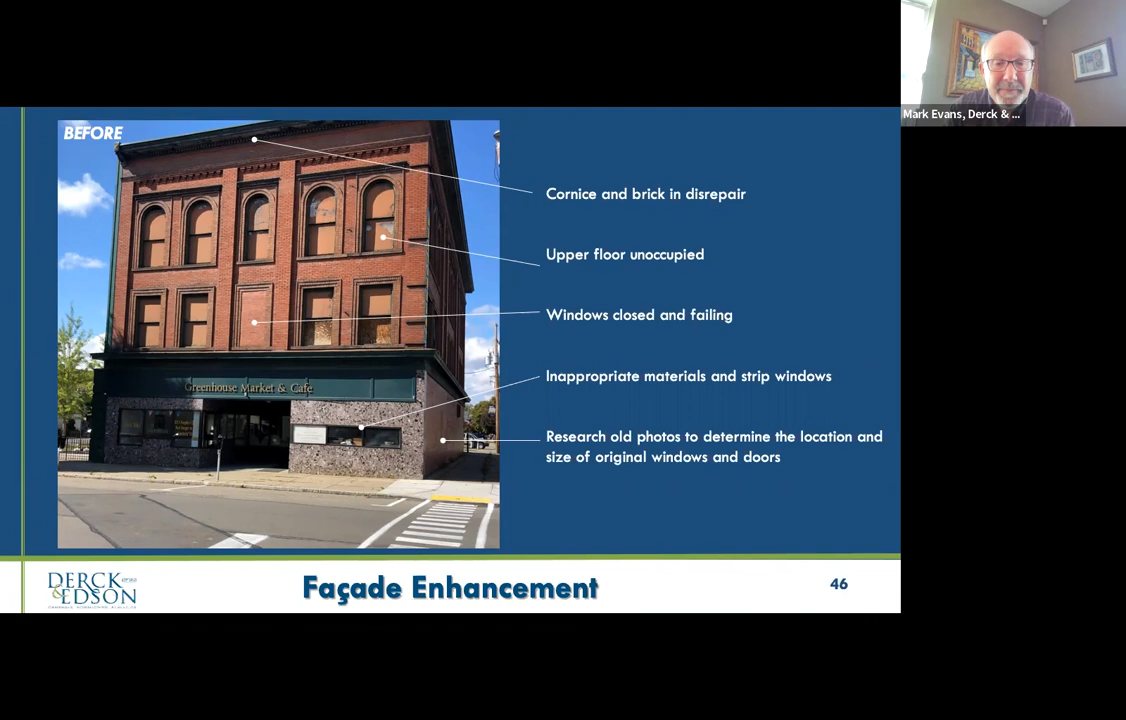 Mark Evans, Derck & ...
BEFORE
Cornice and brick in disrepair
Upper floor unoccupied
Windows closed and failing
Greenhouse Market & Cafe
Inappropriate materials and strip windows
Research old photos to determine the location and
size of original windows and doors
DERCK
&EDSON
Façade Enhancement
46